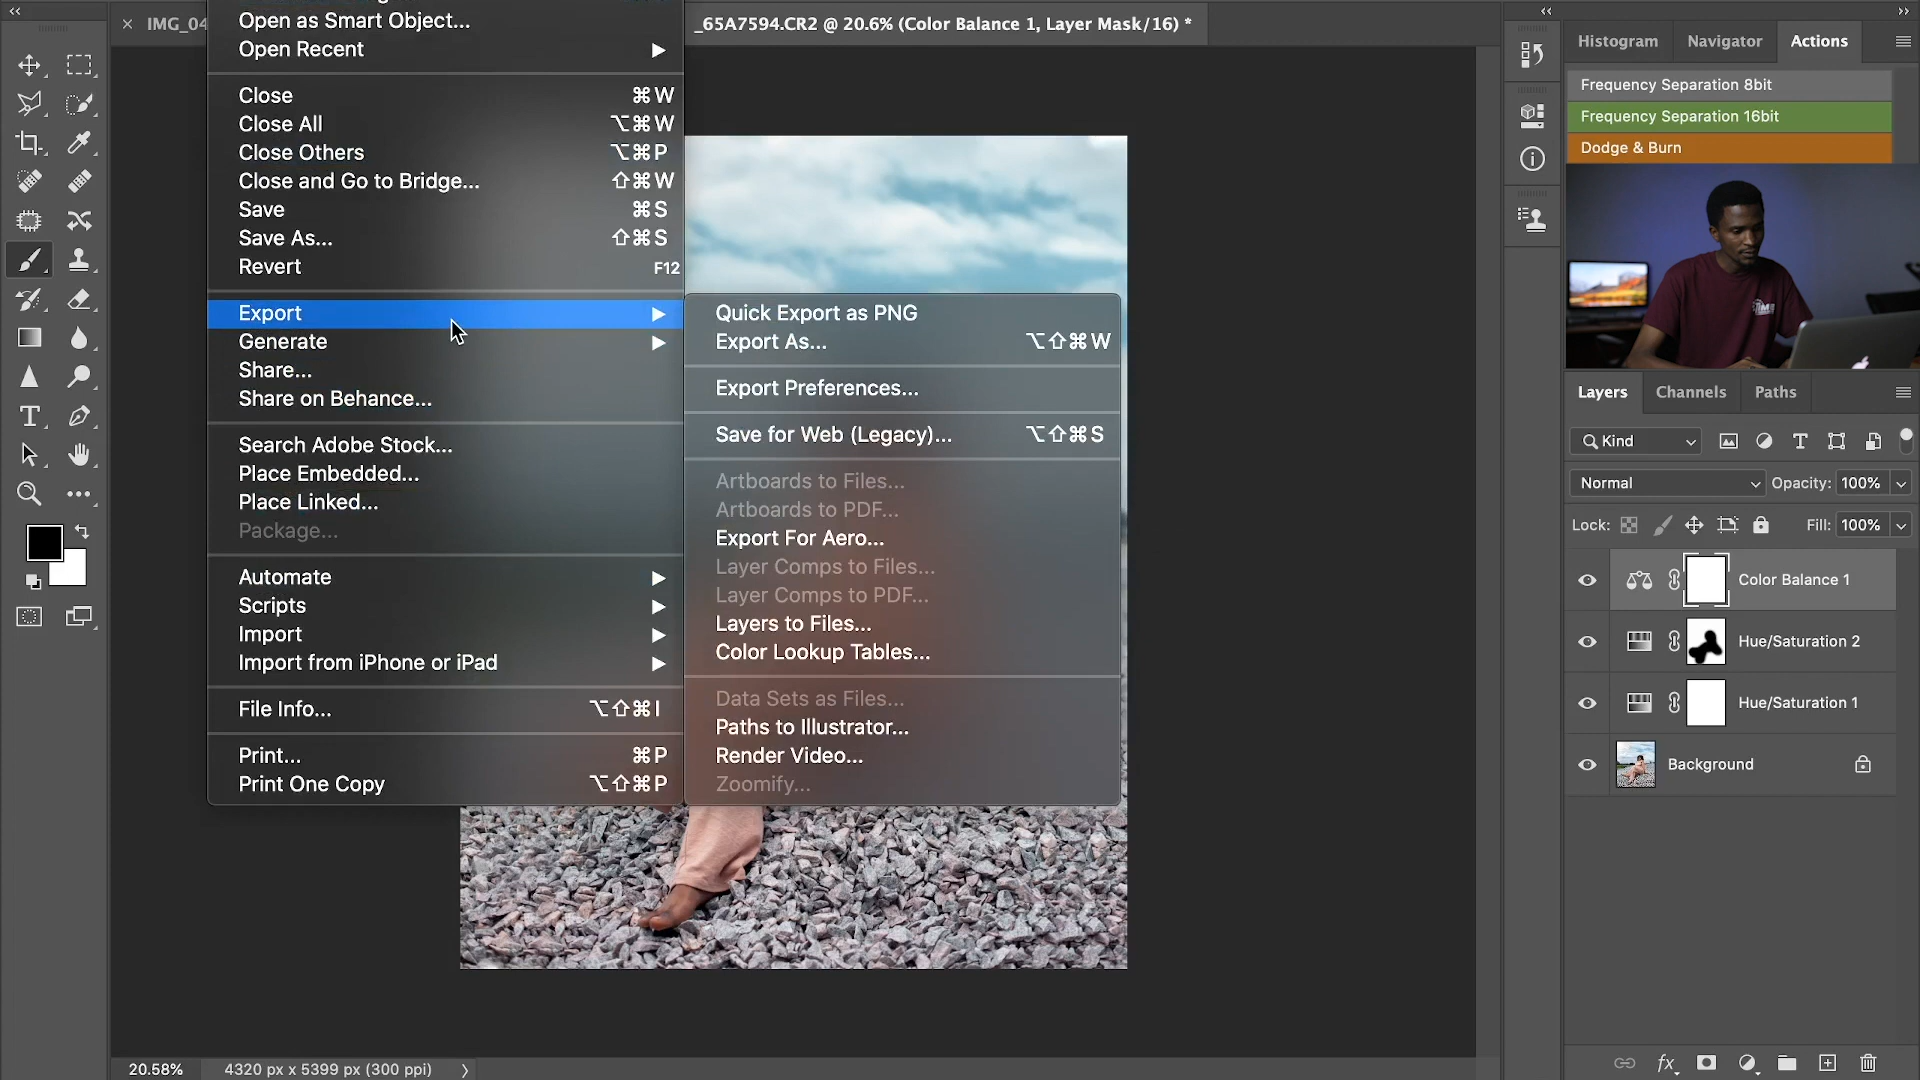 IMG_04
_65A7594.CR2 @ 20.6% (Color Balance 1, Layer Mask/16) *
Open as Smart Object...
Open Recent
Close ⌘W
Close All ⌥⌘W
Close Others ⌥⌘P
Close and Go to Bridge... ⇧⌘W
Save ⌘S
Save As... ⇧⌘S
Revert F12
Export
Generate
Share...
Share on Behance...
Search Adobe Stock...
Place Embedded...
Place Linked...
Package...
Automate
Scripts
Import
Import from iPhone or iPad
File Info... ⌥⇧⌘I
Print... ⌘P
Print One Copy ⌥⇧⌘P
Quick Export as PNG
Export As... ⌥⇧⌘W
Export Preferences...
Save for Web (Legacy)... ⌥⇧⌘S
Artboards to Files...
Artboards to PDF...
Export For Aero...
Layer Comps to Files...
Layer Comps to PDF...
Layers to Files...
Color Lookup Tables...
Data Sets as Files...
Paths to Illustrator...
Render Video...
Zoomify...
Histogram Navigator Actions
Frequency Separation 8bit
Frequency Separation 16bit
Dodge & Burn
Layers Channels Paths
Kind
Normal Opacity: 100%
Lock: Fill: 100%
Color Balance 1
Hue/Saturation 2
Hue/Saturation 1
Background
fx
20.58% 4320 px x 5399 px (300 ppi)